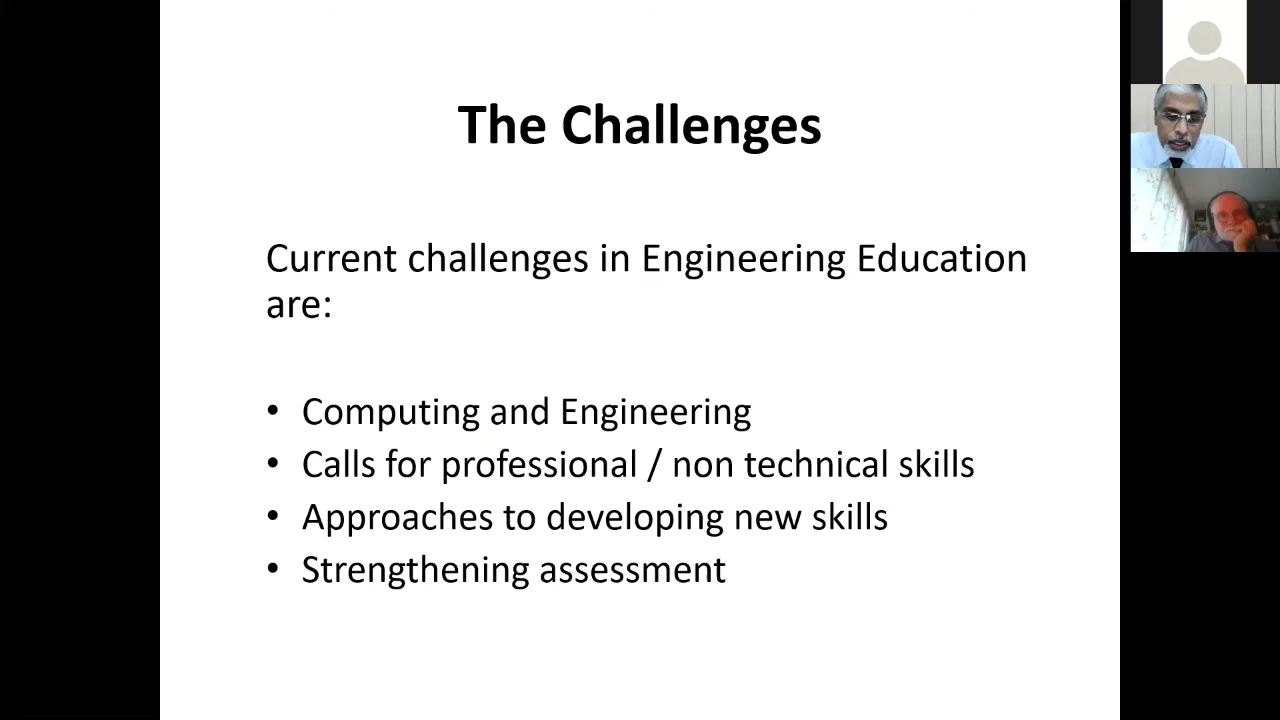 The Challenges
Current challenges in Engineering Education
are:
• Computing and Engineering
• Calls for professional / non technical skills
• Approaches to developing new skills
• Strengthening assessment